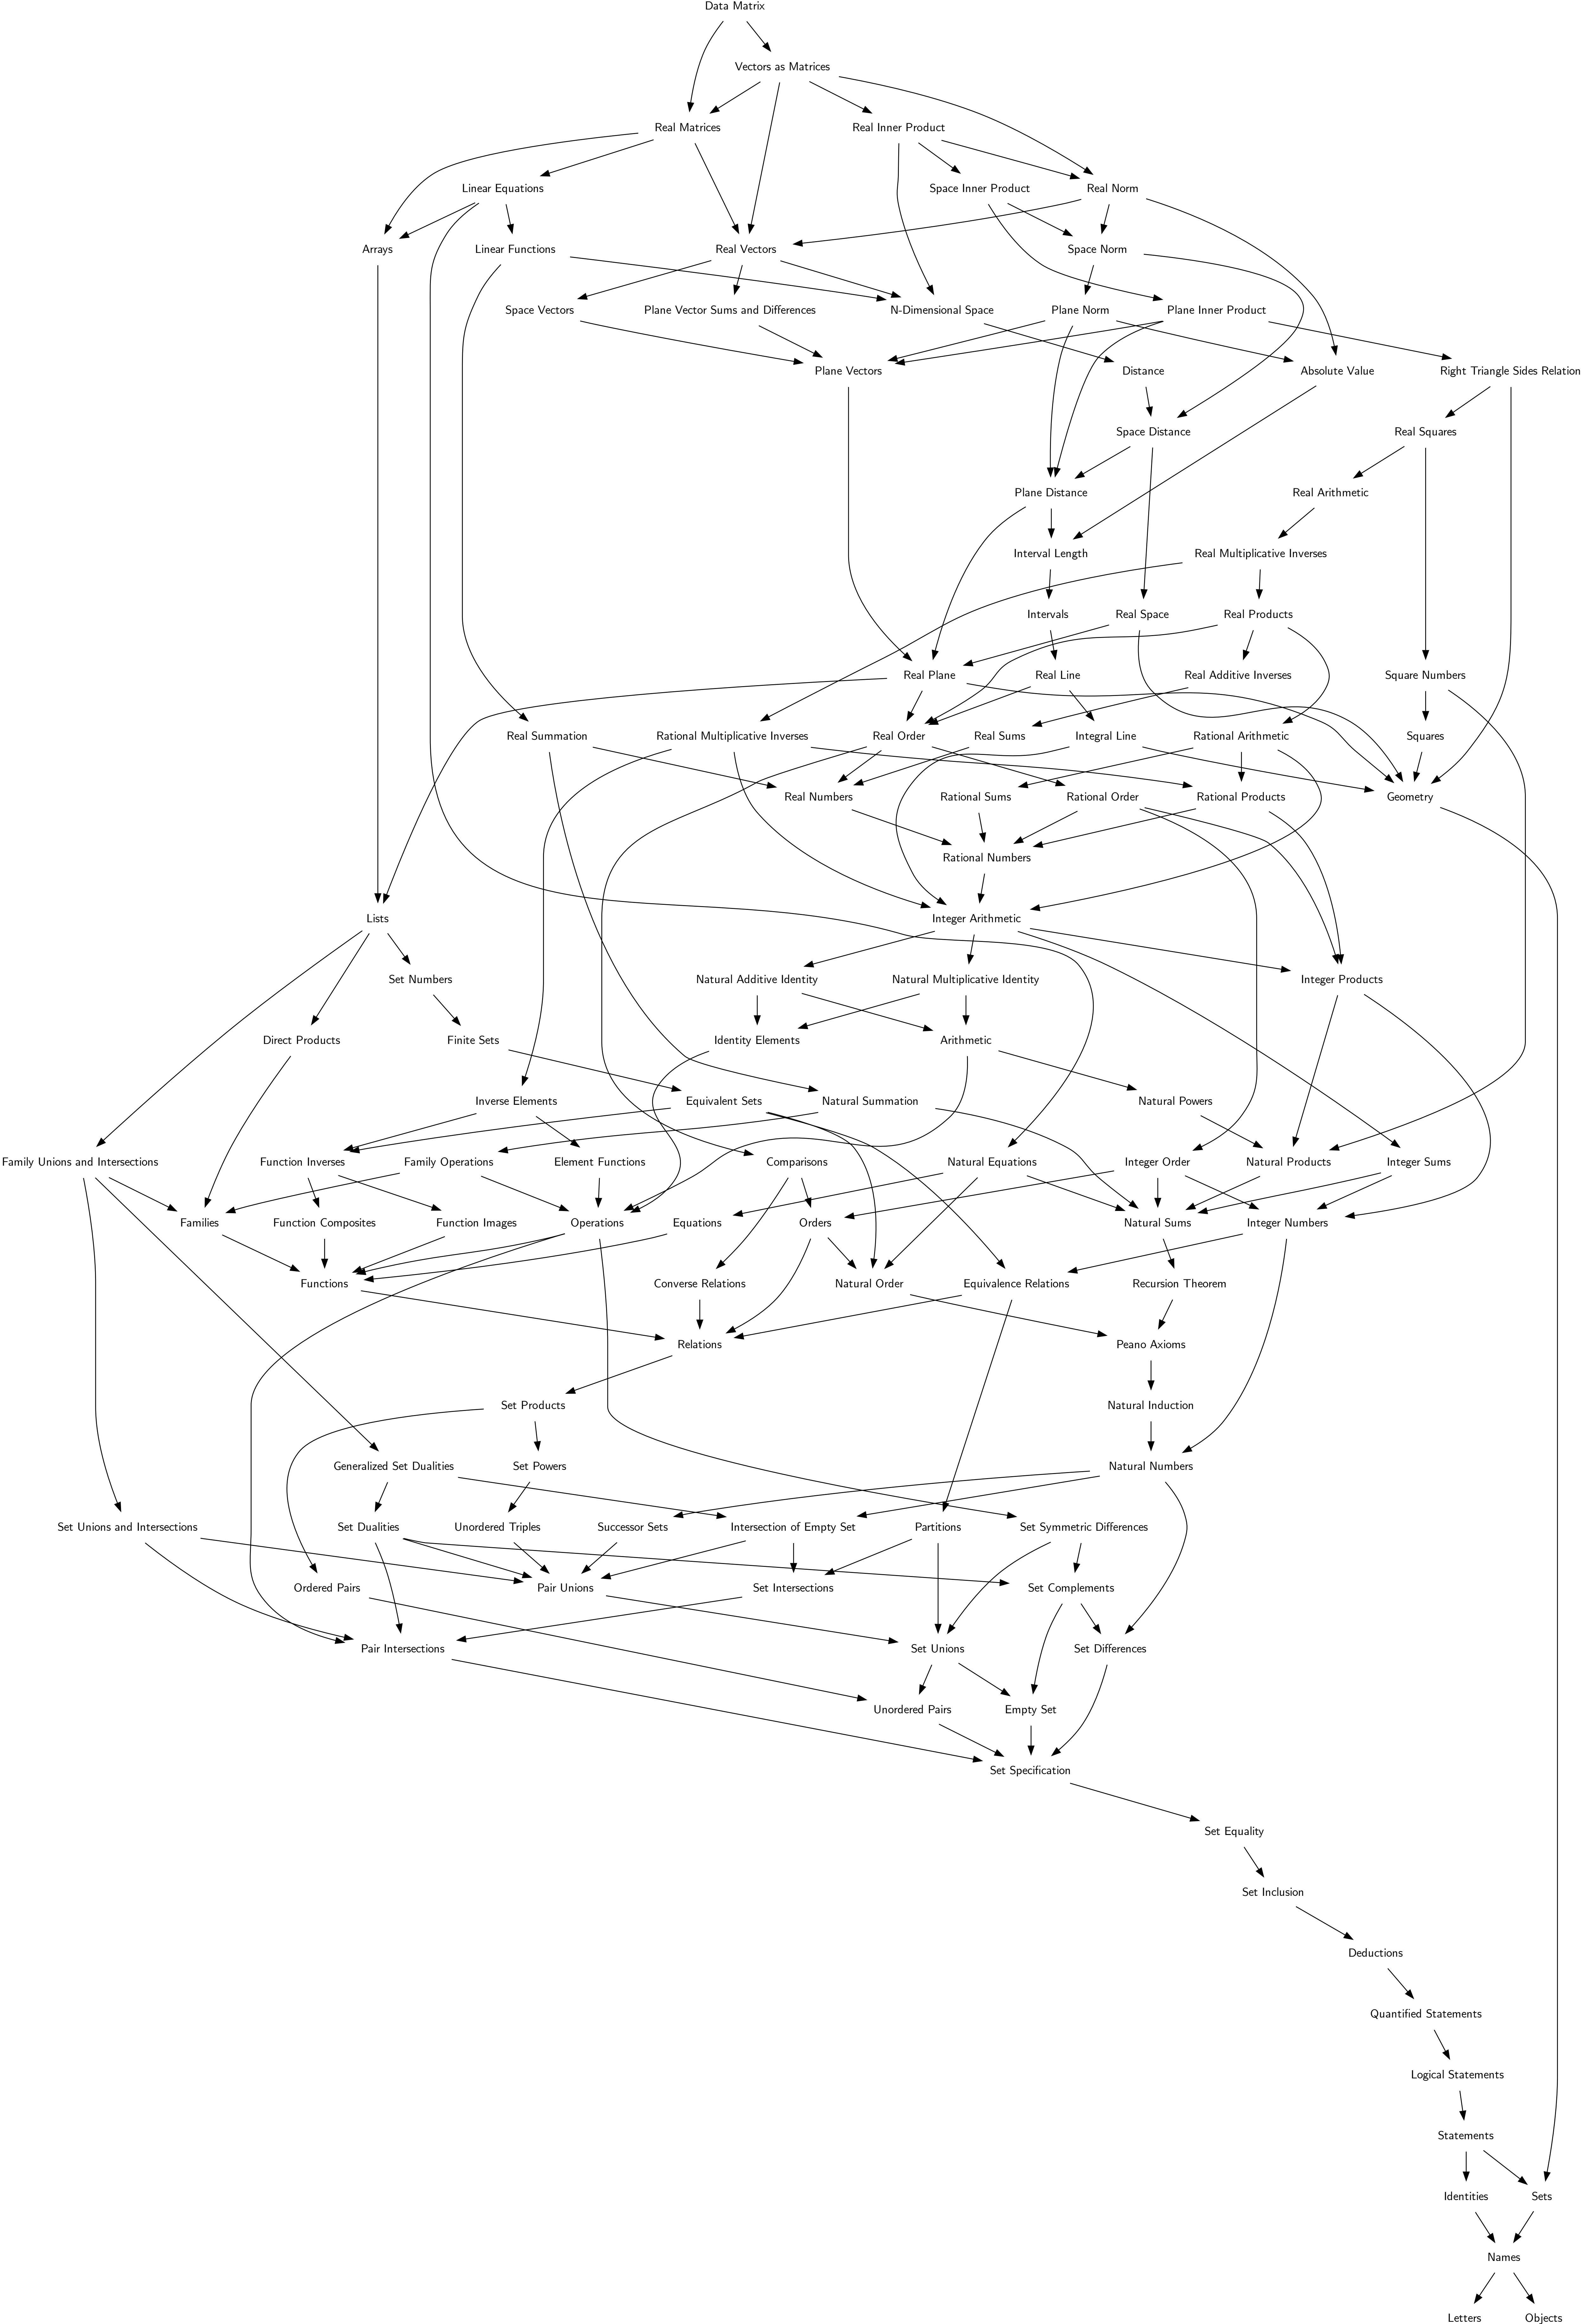 Data Matrix
Vectors as Matrices
Real Matrices
Real Inner Product
Linear Equations
Space Inner Product
Real Norm
Arrays
Linear Functions
Real Vectors
Space Norm
Space Vectors
Plane Vector Sums and Differences
N-Dimensional Space
Plane Norm
Plane Inner Product
Plane Vectors
Distance
Absolute Value
Right Triangle Sides Relation
Space Distance
Real Squares
Plane Distance
Real Arithmetic
Interval Length
Real Multiplicative Inverses
Intervals
Real Space
Real Products
Real Plane
Real Line
Real Additive Inverses
Square Numbers
Real Summation
Rational Multiplicative Inverses
Real Order
Real Sums
Integral Line
Rational Arithmetic
Squares
Real Numbers
Rational Sums
Rational Order
Rational Products
Geometry
Rational Numbers
Lists
Integer Arithmetic
Set Numbers
Natural Additive Identity
Natural Multiplicative Identity
Integer Products
Direct Products
Finite Sets
Identity Elements
Arithmetic
Inverse Elements
Equivalent Sets
Natural Summation
Natural Powers
Family Unions and Intersections
Function Inverses
Family Operations
Element Functions
Comparisons
Natural Equations
Integer Order
Natural Products
Integer Sums
Families
Function Composites
Function Images
Operations
Equations
Orders
Natural Sums
Integer Numbers
Functions
Converse Relations
Natural Order
Equivalence Relations
Recursion Theorem
Relations
Peano Axioms
Set Products
Natural Induction
Generalized Set Dualities
Set Powers
Natural Numbers
Set Unions and Intersections
Set Dualities
Unordered Triples
Successor Sets
Intersection of Empty Set
Partitions
Set Symmetric Differences
Ordered Pairs
Pair Unions
Set Intersections
Set Complements
Pair Intersections
Set Unions
Set Differences
Unordered Pairs
Empty Set
Set Specification
Set Equality
Set Inclusion
Deductions
Quantified Statements
Logical Statements
Statements
Identities
Sets
Names
Letters
Objects